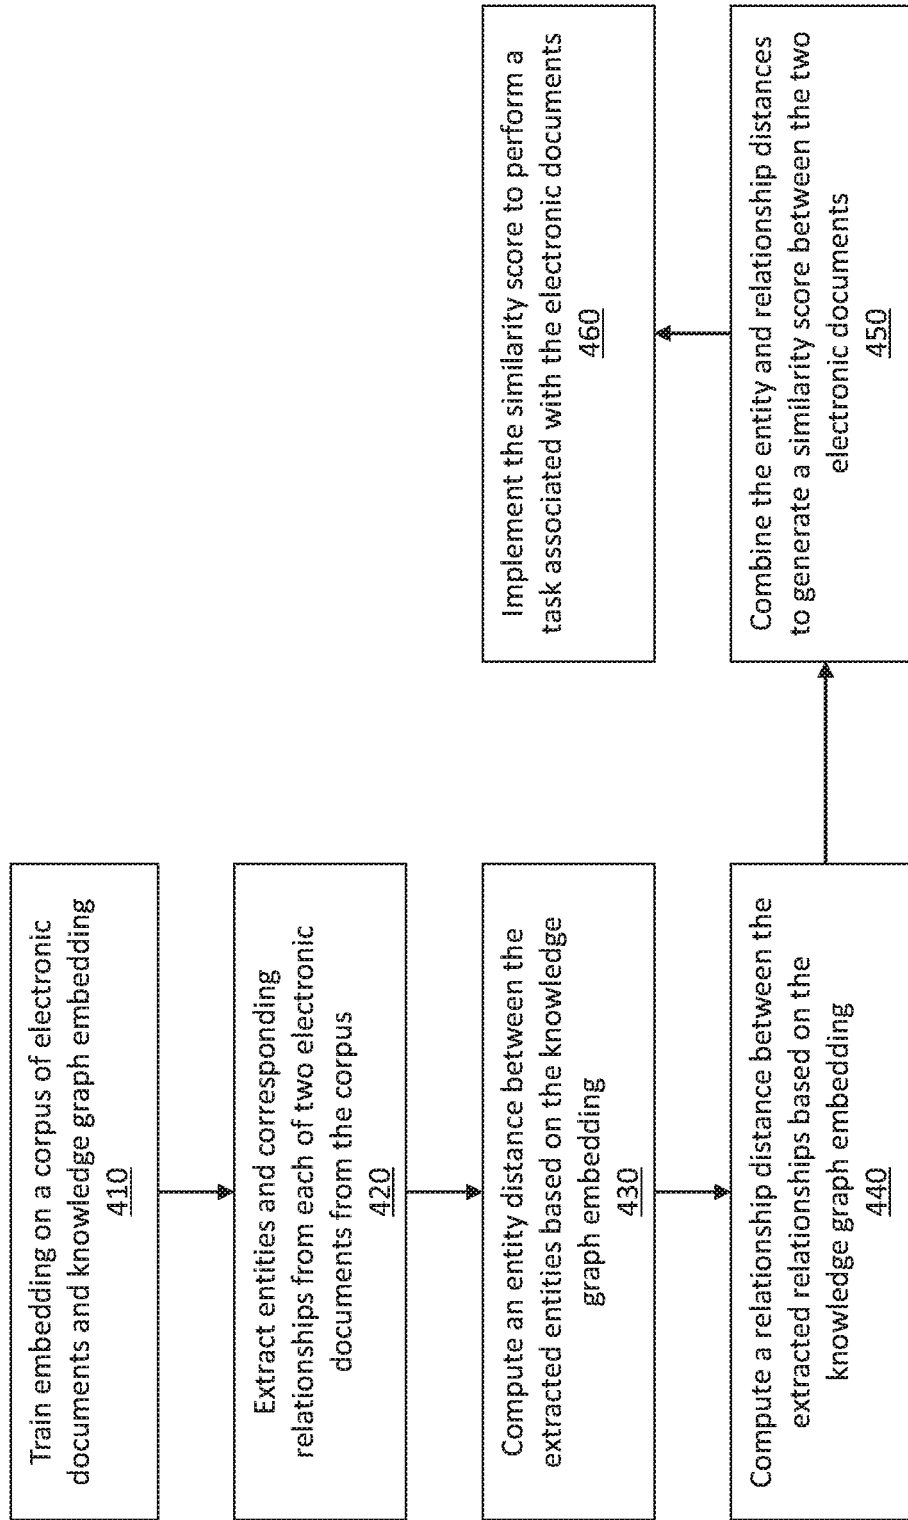 Train embedding on a corpus of electronic
documents and knowledge graph embedding
410
Extract entities and corresponding
relationships from each of two electronic
documents from the corpus
420
Compute an entity distance between the
extracted entities based on the knowledge
graph embedding
430
Compute a relationship distance between the
extracted relationships based on the
knowledge graph embedding
440
Combine the entity and relationship distances
to generate a similarity score between the two
electronic documents
450
Implement the similarity score to perform a
task associated with the electronic documents
460